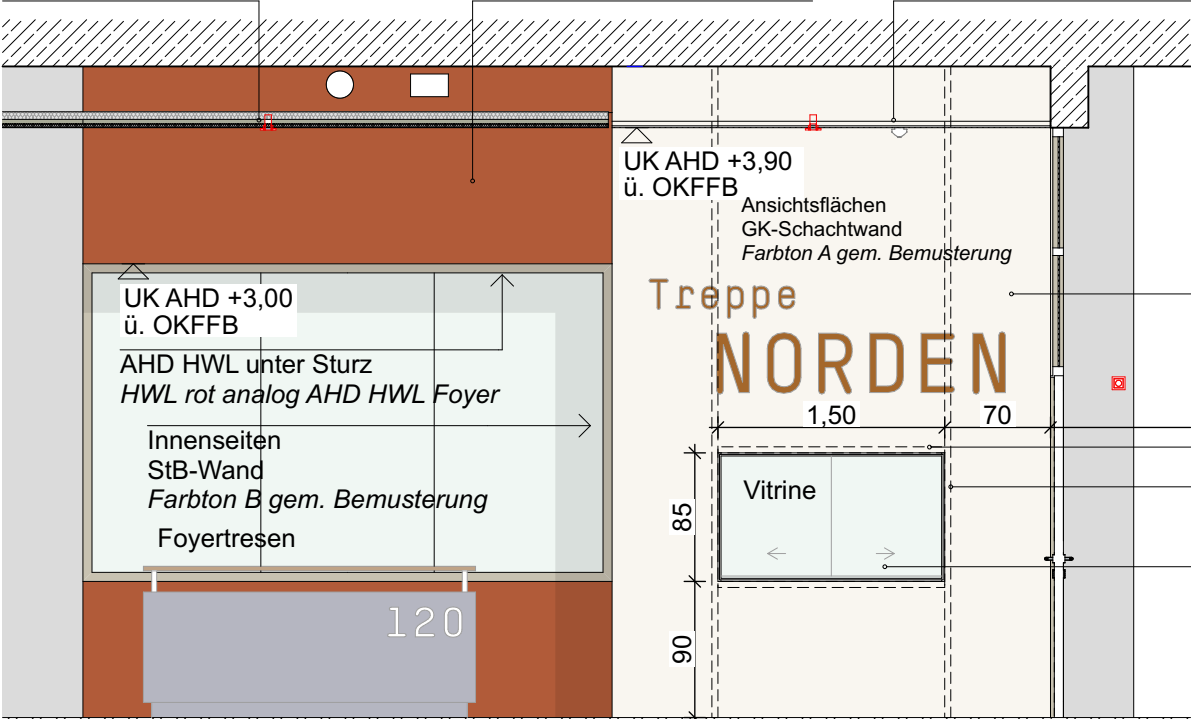 UK AHD +3,90
ü. OKFFB
Ansichtsflächen
GK-Schachtwand
Farbton A gem. Bemusterung
UK AHD +3,00
ü. OKFFB
Treppe
NORDEN
AHD HWL unter Sturz
HWL rot analog AHD HWL Foyer
1,50
70
Innenseiten
StB-Wand
Farbton B gem. Bemusterung
Vitrine
85
Foyertresen
120
90